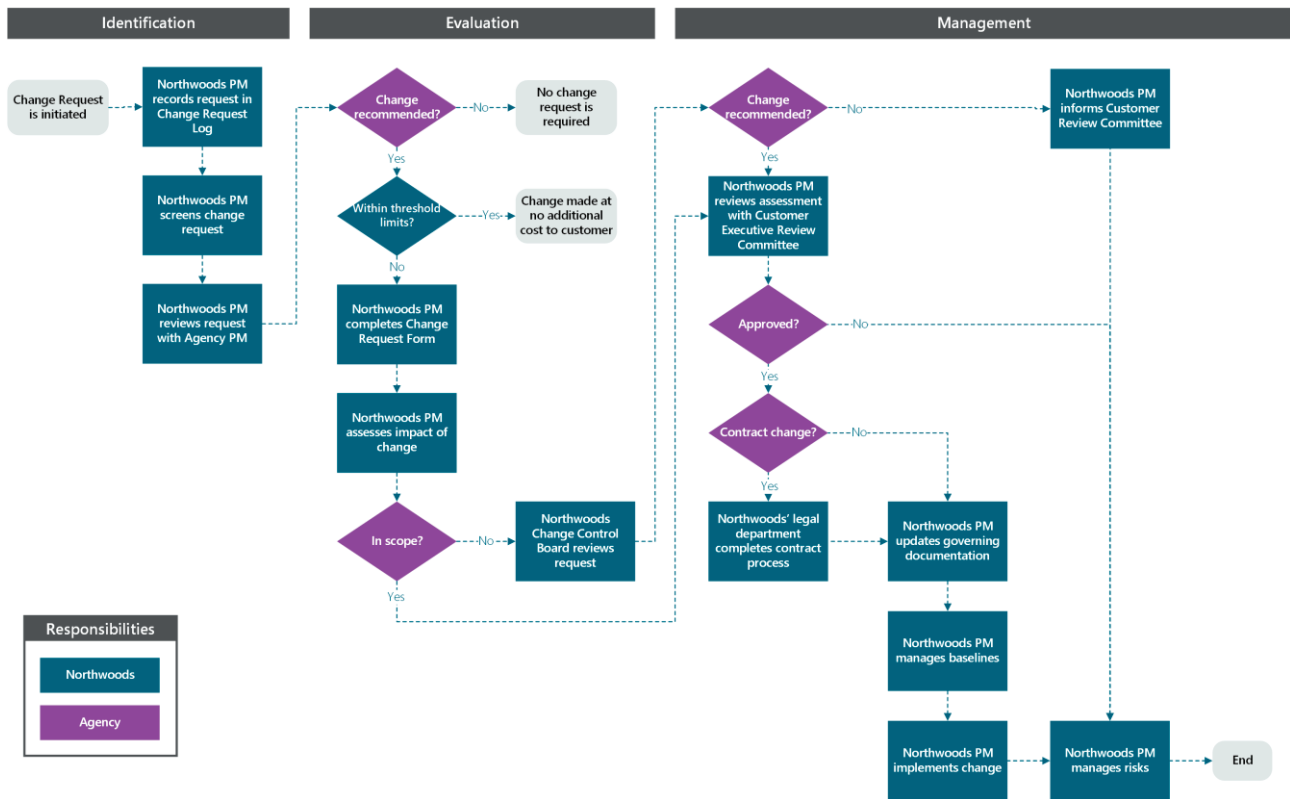 Identification
Evaluation
Management
Change Request
is initiated
Northwoods PM
records request in
Change Request
Log
Northwoods PM
screens change
request
Northwoods PM
reviews request
with Agency PM
Change
recommended?
No
No change
request is
required
Yes
Within threshold
limits?
Yes
Change made at
no additional
cost to customer
No
Northwoods PM
completes Change
Request Form
Northwoods PM
assesses impact of
change
In scope?
No
Northwoods
Change Control
Board reviews
request
Yes
Change
recommended?
No
Northwoods PM
informs Customer
Review Committee
Yes
Northwoods PM
reviews assessment
with Customer
Executive Review
Committee
Approved?
No
Yes
Contract change?
No
Yes
Northwoods' legal
department
completes contract
process
Northwoods PM
updates governing
documentation
Northwoods PM
manages baselines
Northwoods PM
implements change
Northwoods PM
manages risks
End
Responsibilities
Northwoods
Agency